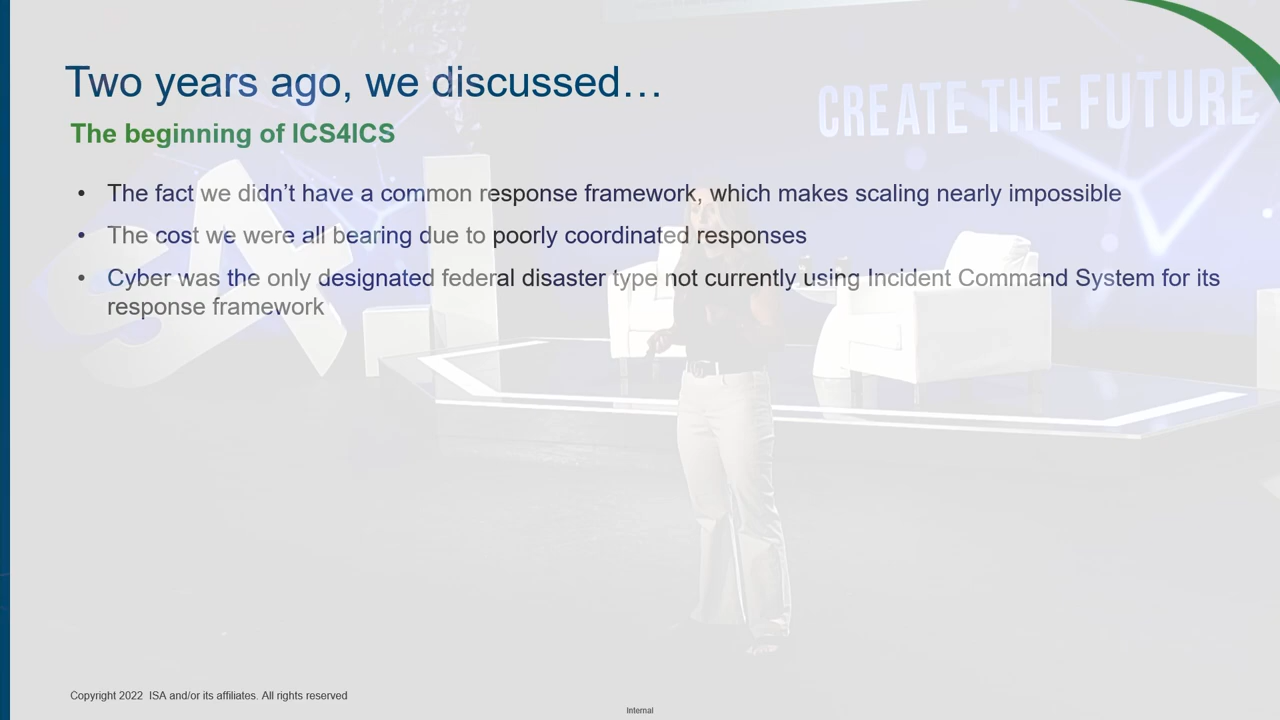 CREATE THE FUTURE
Two years ago, we discussed…
The beginning of ICS4ICS
• The fact we didn’t have a common response framework, which makes scaling nearly impossible
• The cost we were all bearing due to poorly coordinated responses
• Cyber was the only designated federal disaster type not currently using Incident Command System for its
response framework
Copyright 2022 ISA and/or its affiliates. All rights reserved
Internal